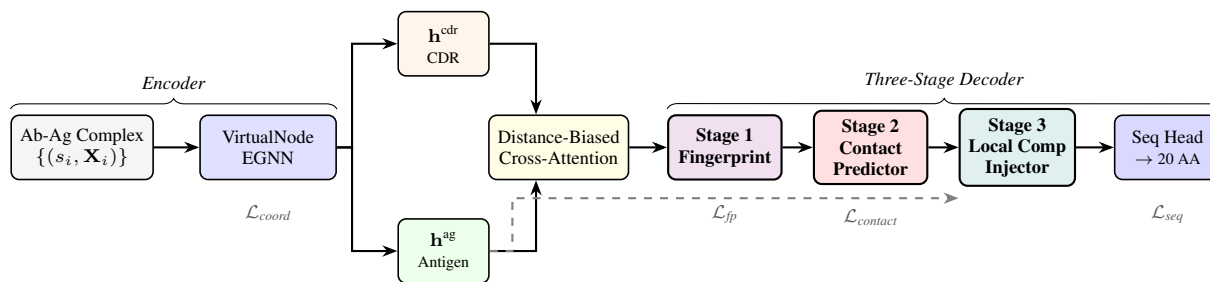 Encoder
Three-Stage Decoder
Ab-Ag Complex
{(s_i, X_i)}
VirtualNode
EGNN
h^cdr
CDR
h^ag
Antigen
Distance-Biased
Cross-Attention
Stage 1
Fingerprint
Stage 2
Contact
Predictor
Stage 3
Local Comp
Injector
Seq Head
→ 20 AA
ℒ_coord
ℒ_fp
ℒ_contact
ℒ_seq